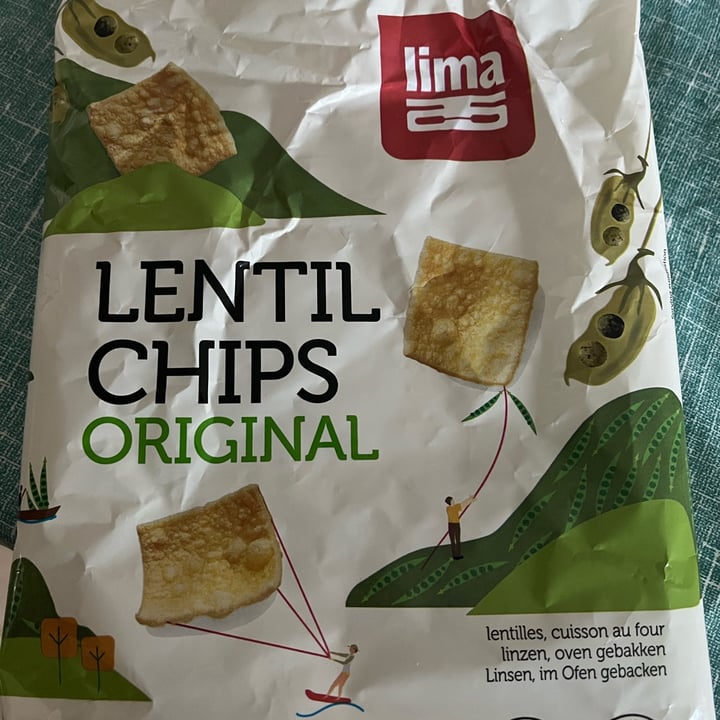 lima
LENTIL
CHIPS
ORIGINAL
lentilles, cuisson au four
linzen, oven gebakken
Linsen, im Ofen gebacken